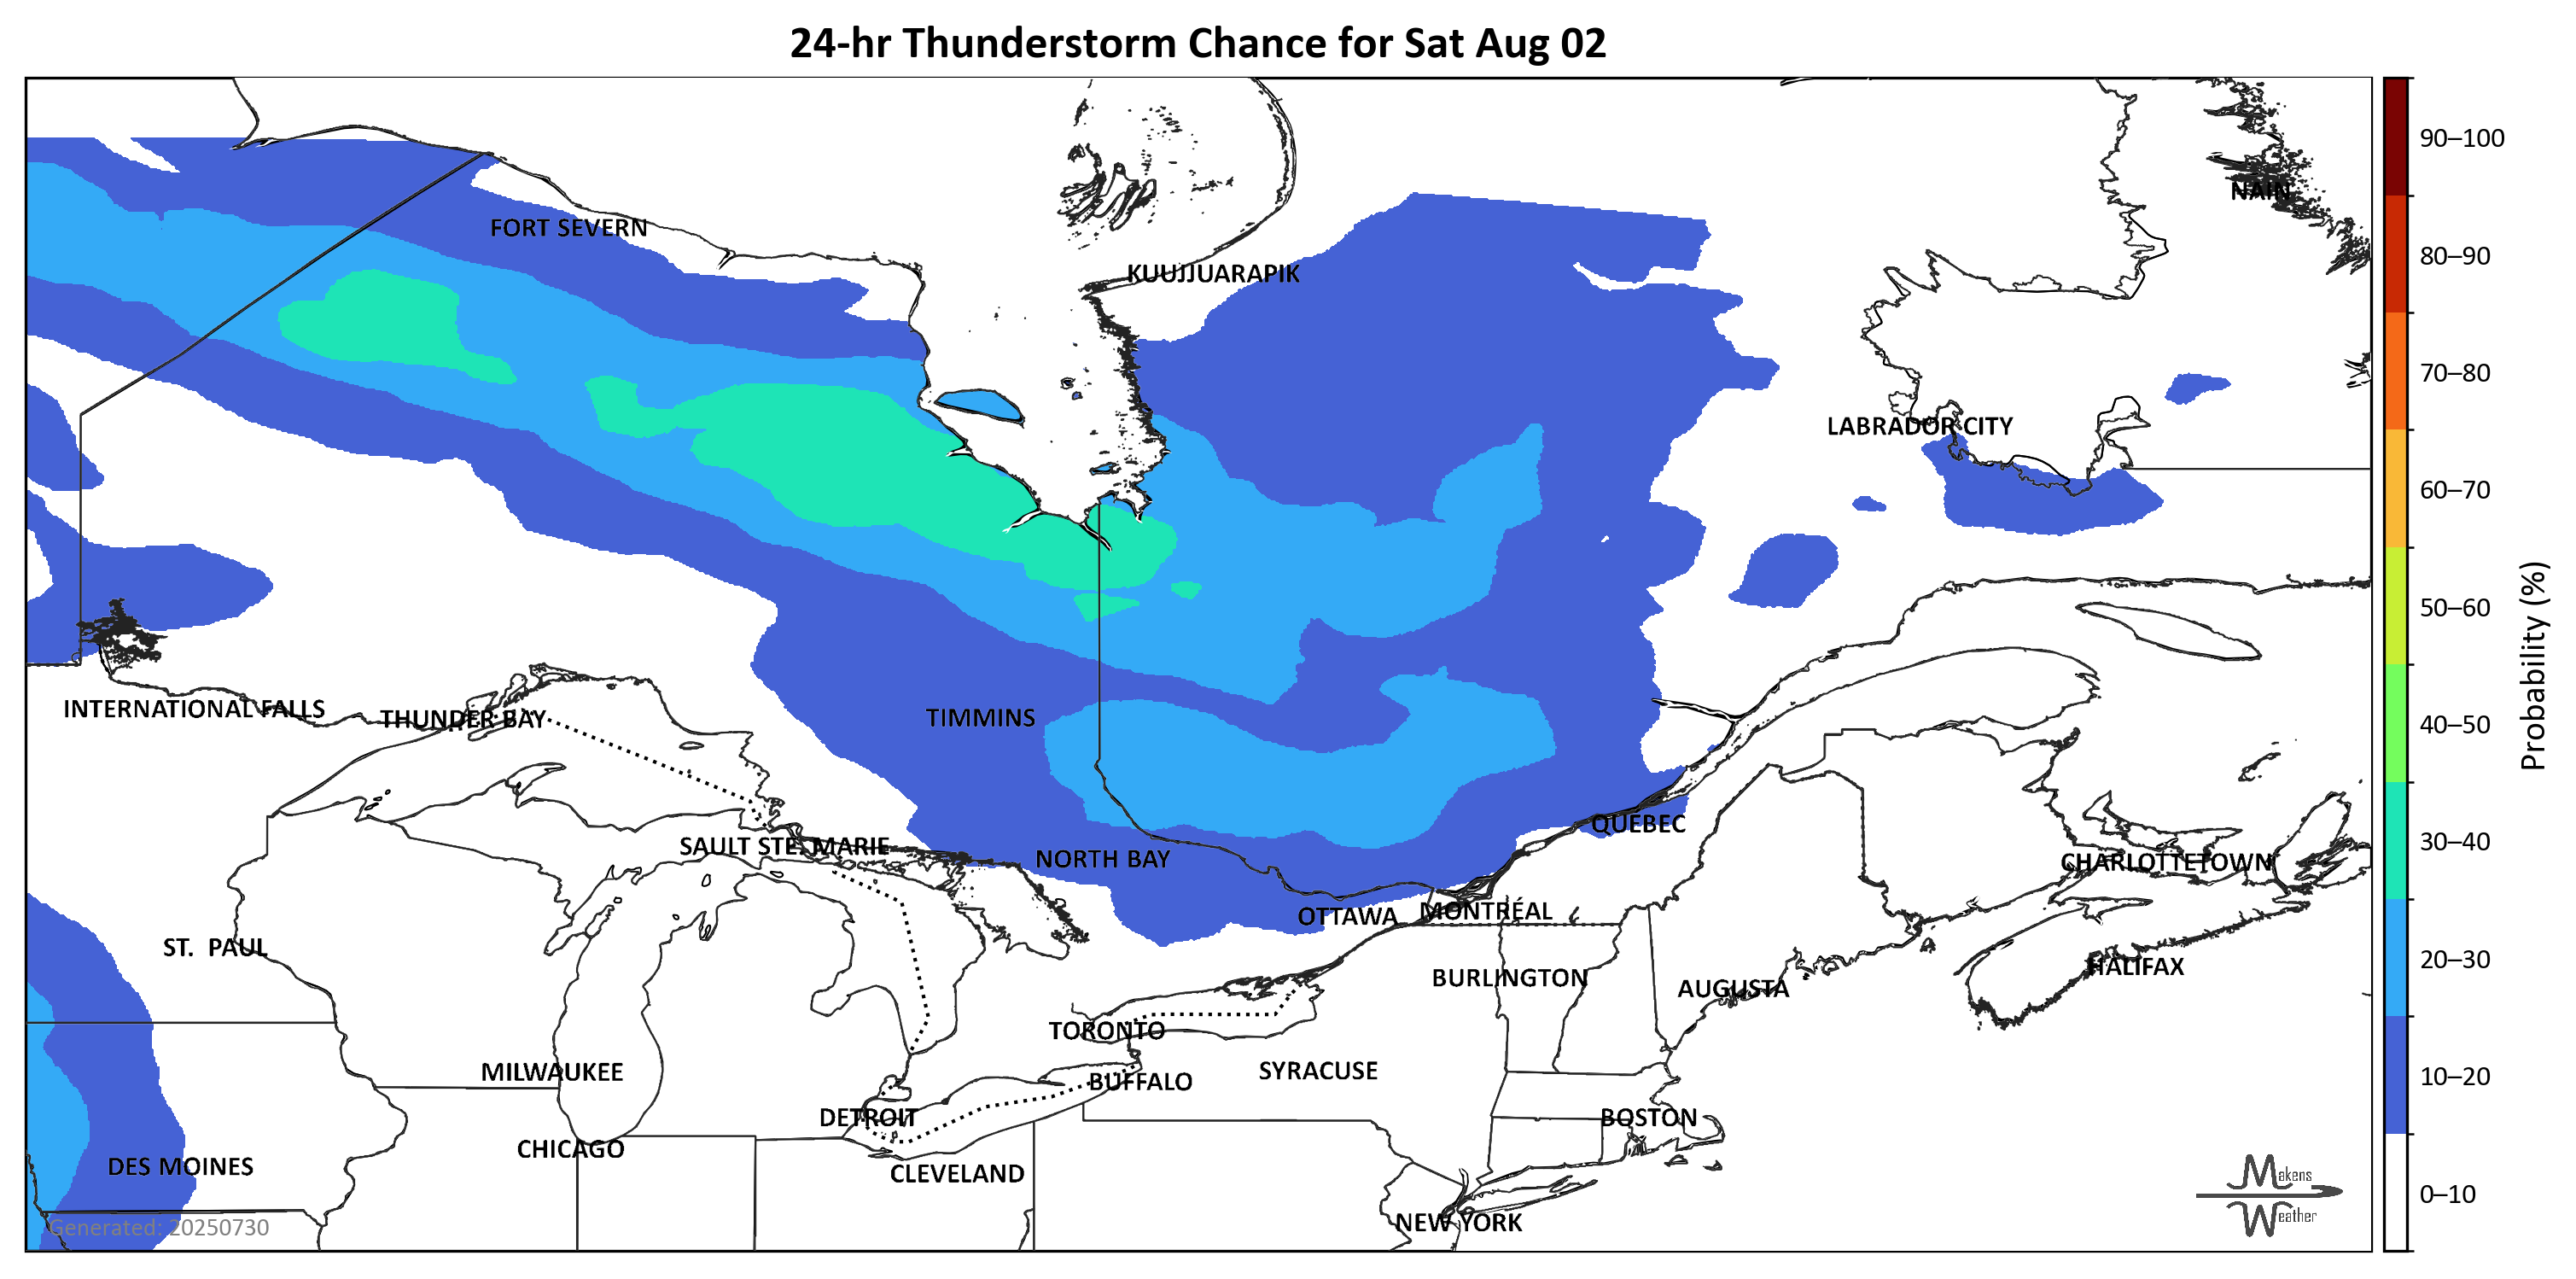 24-hr Thunderstorm Chance for Sat Aug 02
90–100
NAIN
FORT SEVERN
80–90
KUUJJUARAPIK
70–80
LABRADOR CITY
60–70
50–60
Probability (%)
INTERNATIONAL FALLS
THUNDER BAY
TIMMINS
40–50
QUEBEC
30–40
SAULT STE. MARIE
NORTH BAY
CHARLOTTETOWN
OTTAWA
MONTRÉAL
ST. PAUL
20–30
HALIFAX
BURLINGTON
AUGUSTA
TORONTO
MILWAUKEE
SYRACUSE
BUFFALO
10–20
DETROIT
BOSTON
CHICAGO
DES MOINES
CLEVELAND
Makens
Weather
0–10
NEW YORK
Generated: 20250730